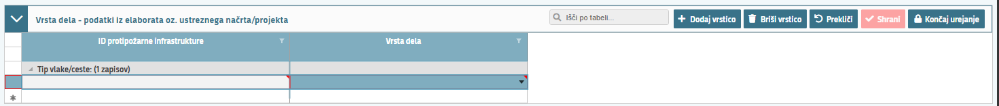 Vrsta dela - podatki iz elaborata oz. ustreznega načrta/projekta
Išči po tabeli...
Dodaj vrstico
Briši vrstico
Prekliči
Shrani
Končaj urejanje
ID protipožarne infrastrukture
Vrsta dela
Tip vlake/ceste: (1 zapisov)